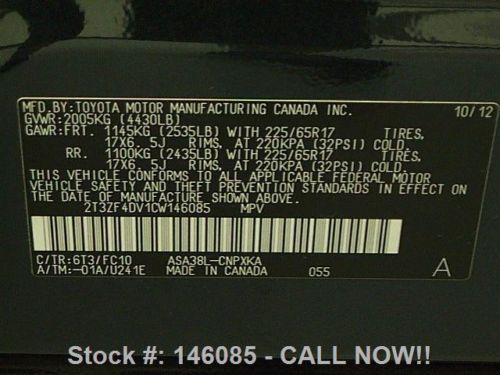 MFD.BY:TOYOTA MOTOR MANUFACTURING CANADA INC. 10/12
GVWR:2005KG (4430LB)
GAWR:FRT. 1145KG (2535LB) WITH 225/65R17 TIRES,
17X6. 5J RIMS, AT 220KPA (32PSI) COLD.
RR. 1100KG (2435LB) WITH 225/65R17 TIRES,
17X6. 5J RIMS, AT 220KPA (32PSI) COLD.
THIS VEHICLE CONFORMS TO ALL APPLICABLE FEDERAL MOTOR
VEHICLE SAFETY AND THEFT PREVENTION STANDARDS IN EFFECT ON
THE DATE OF MANUFACTURE SHOWN ABOVE.
2T3ZF4DV1CW146085 MPV
C/TR:6T3/FC10 ASA38L-CNPXKA
A/TM:-01A/U241E MADE IN CANADA 055 A
Stock #: 146085 - CALL NOW!!